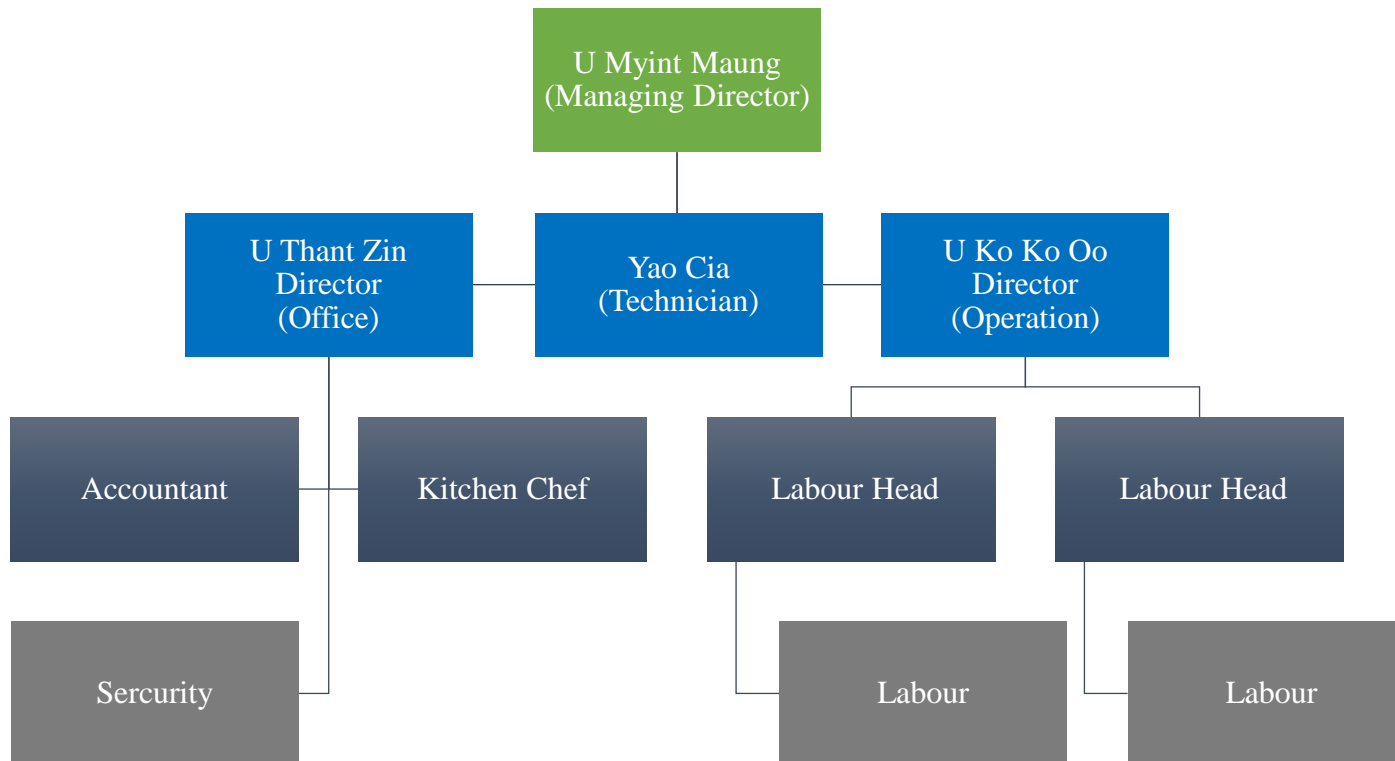 U Myint Maung
(Managing Director)
U Thant Zin
Director
(Office)
Yao Cia
(Technician)
U Ko Ko Oo
Director
(Operation)
Accountant
Kitchen Chef
Labour Head
Labour Head
Sercurity
Labour
Labour